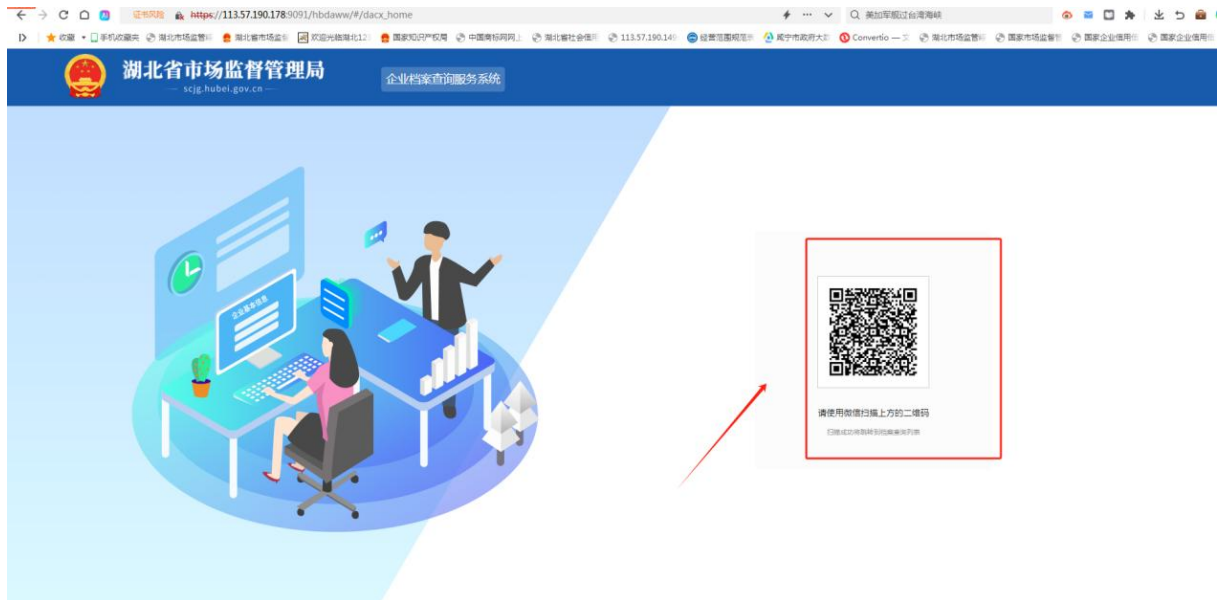 证书风险 https://113.57.190.178:9091/hbdaww/#/dacx_home
美加军舰过台湾海峡
收藏 手机收藏夹 湖北市场监管 湖北省市场监 欢迎光临湖北12 国家知识产权局 中国商标网网上 湖北省社会信用 113.57.190.14 经营范围规范 咸宁市政府大 Convertio — 文 湖北市场监管 国家市场监督 国家企业信用 国家企业信用
湖北省市场监督管理局
scjg.hubei.gov.cn
企业档案查询服务系统
企业基本信息
请使用微信扫描上方的二维码
扫描成功将跳转到档案查询列表